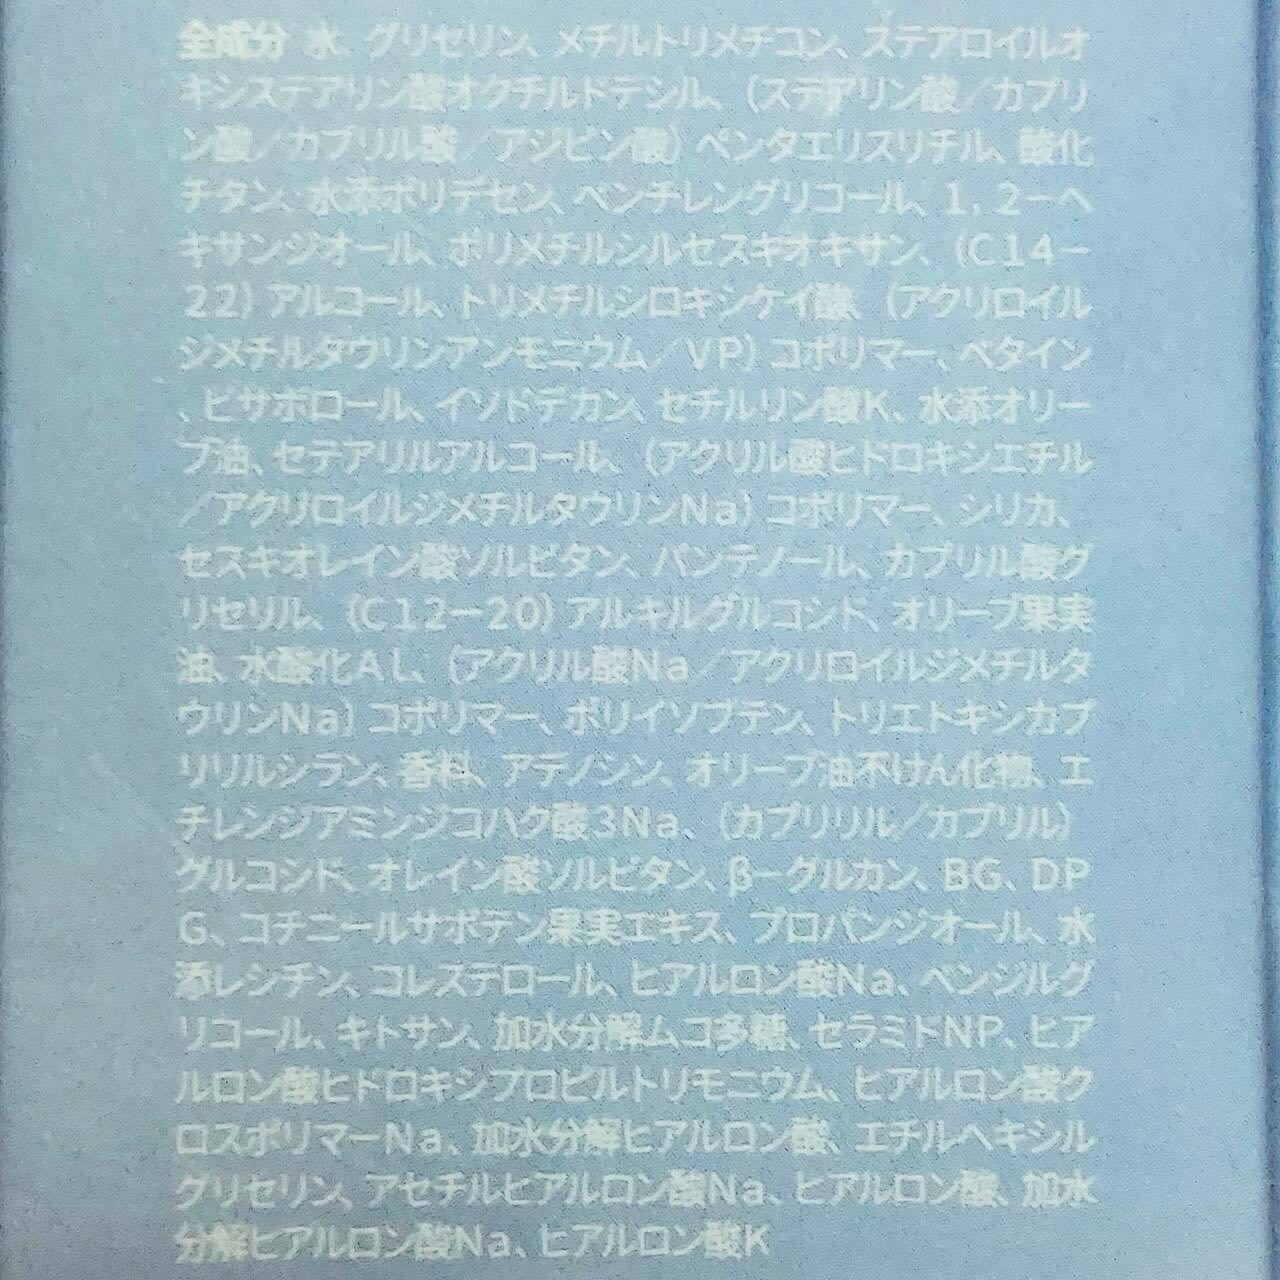 全成分 水、グリセリン、メチルトリメチコン、ステアロイルオ
キシステアリン酸オクチルドデシル、(ステアリン酸/カプリ
ン酸/カプリル酸/アジピン酸)ペンタエリスリチル、酸化
チタン、水添ポリデセン、ペンチレングリコール、1,2-ヘ
キサンジオール、ポリメチルシルセスキオキサン、(C14-
22)アルコール、トリメチルシロキシケイ酸、(アクリロイル
ジメチルタウリンアンモニウム/VP)コポリマー、ベタイン
、ビサボロール、イソドデカン、セチルリン酸K、水添オリー
ブ油、セテアリルアルコール、(アクリル酸ヒドロキシエチル
/アクリロイルジメチルタウリンNa)コポリマー、シリカ、
セスキオレイン酸ソルビタン、パンテノール、カプリル酸グ
リセリル、(C12-20)アルキルグルコシド、オリーブ果実
油、水酸化AL、(アクリル酸Na/アクリロイルジメチルタ
ウリンNa)コポリマー、ポリイソブテン、トリエトキシカプ
リリルシラン、香料、アデノシン、オリーブ油不けん化物、エ
チレンジアミンジコハク酸3Na、(カプリリル/カプリル)
グルコシド、オレイン酸ソルビタン、β-グルカン、BG、DP
G、コチニールサボテン果実エキス、プロパンジオール、水
添レシチン、コレステロール、ヒアルロン酸Na、ベンジルグ
リコール、キトサン、加水分解ムコ多糖、セラミドNP、ヒア
ルロン酸ヒドロキシプロピルトリモニウム、ヒアルロン酸ク
ロスポリマーNa、加水分解ヒアルロン酸、エチルヘキシル
グリセリン、アセチルヒアルロン酸Na、ヒアルロン酸、加水
分解ヒアルロン酸Na、ヒアルロン酸K